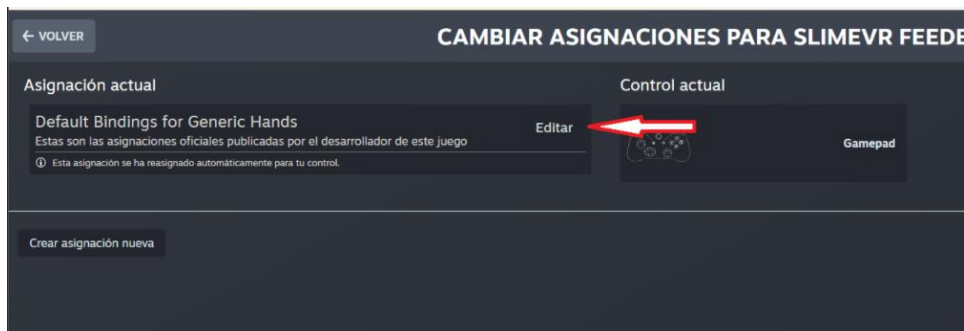 ← VOLVER
CAMBIAR ASIGNACIONES PARA SLIMEVR FEEDE
Asignación actual
Control actual
Default Bindings for Generic Hands
Editar
Estas son las asignaciones oficiales publicadas por el desarrollador de este juego
Gamepad
Esta asignación se ha reasignado automáticamente para tu control.
Crear asignación nueva